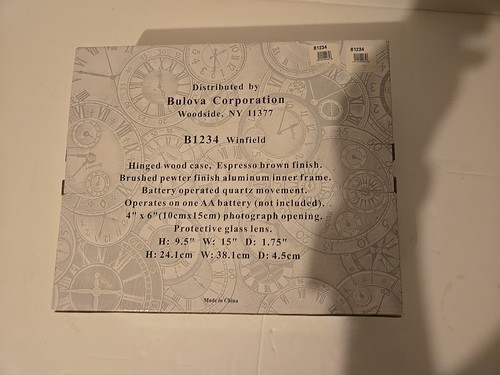 B1234
B1234
Distributed by
Bulova Corporation
Woodside, NY 11377
B1234 Winfield
Hinged wood case, Espresso brown finish.
Brushed pewter finish aluminum inner frame.
Battery operated quartz movement.
Operates on one AA battery (not included).
4" x 6"(10cmx15cm) photograph opening.
Protective glass lens.
H: 9.5" W: 15" D: 1.75"
H: 24.1cm W: 38.1cm D: 4.5cm
Made in China